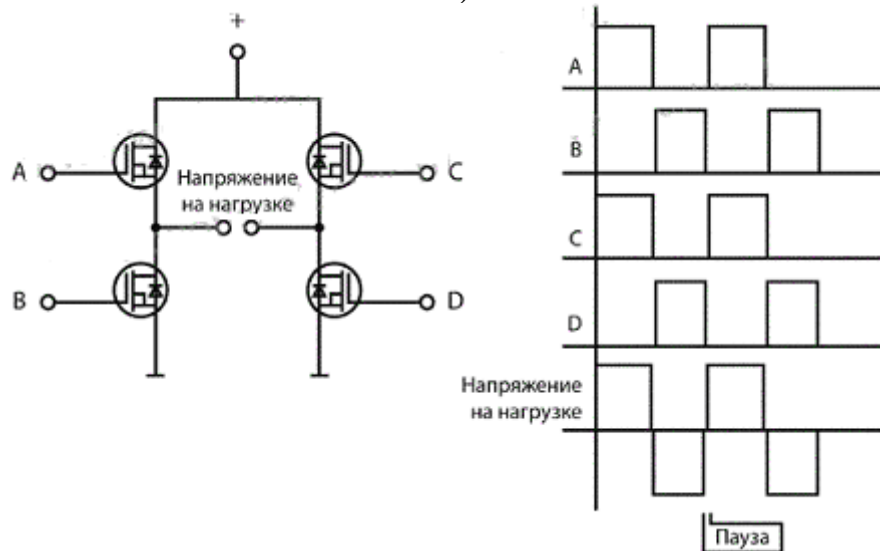 +
A
C
Напряжение
на нагрузке
B
D
A
B
C
D
Напряжение
на нагрузке
Пауза